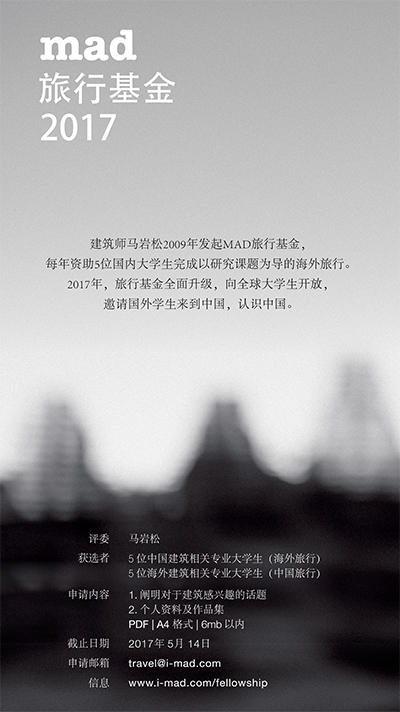 mad
旅行基金
2017
建筑师马岩松2009年发起MAD旅行基金，
每年资助5位国内大学生完成以研究课题为导的海外旅行。
2017年，旅行基金全面升级，向全球大学生开放，
邀请国外学生来到中国，认识中国。
评委 马岩松
获选者 5 位中国建筑相关专业大学生（海外旅行）
5 位海外建筑相关专业大学生（中国旅行）
申请内容 1. 阐明对于建筑感兴趣的话题
2. 个人资料及作品集
PDF | A4 格式 | 6mb 以内
截止日期 2017年 5月 14日
申请邮箱 travel@i-mad.com
信息 www.i-mad.com/fellowship